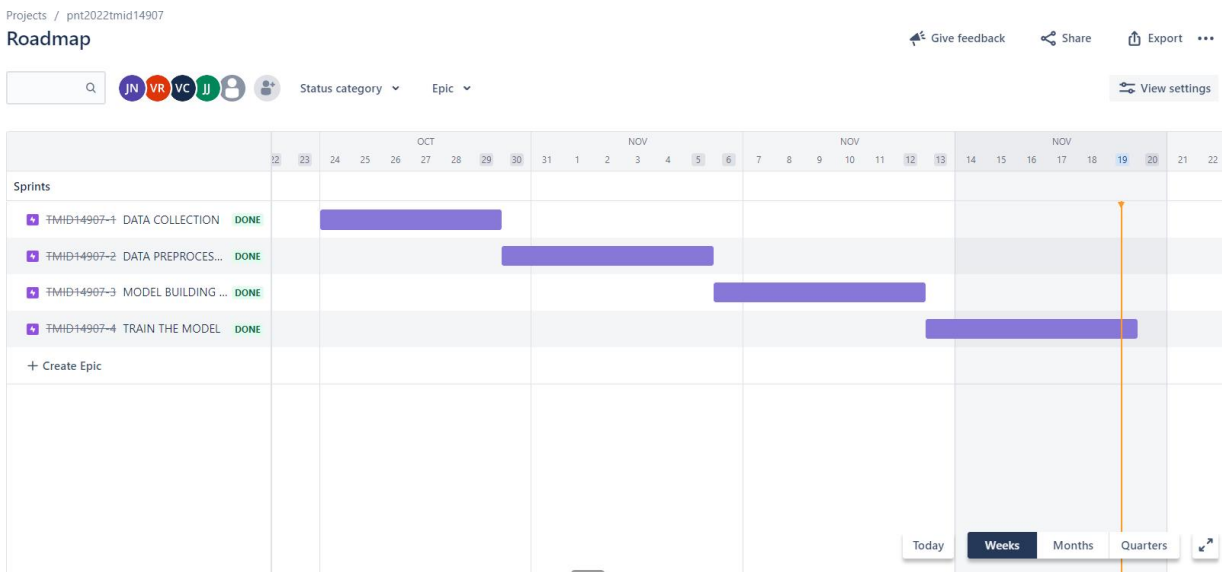 Projects / pnt2022tmid14907
Roadmap
Give feedback Share Export
JN VR VC JJ Status category Epic View settings
OCT NOV NOV NOV
22 23 24 25 26 27 28 29 30 31 1 2 3 4 5 6 7 8 9 10 11 12 13 14 15 16 17 18 19 20 21 22
Sprints
TMID14907-1 DATA COLLECTION DONE
TMID14907-2 DATA PREPROCES... DONE
TMID14907-3 MODEL BUILDING ... DONE
TMID14907-4 TRAIN THE MODEL DONE
+ Create Epic
Today Weeks Months Quarters